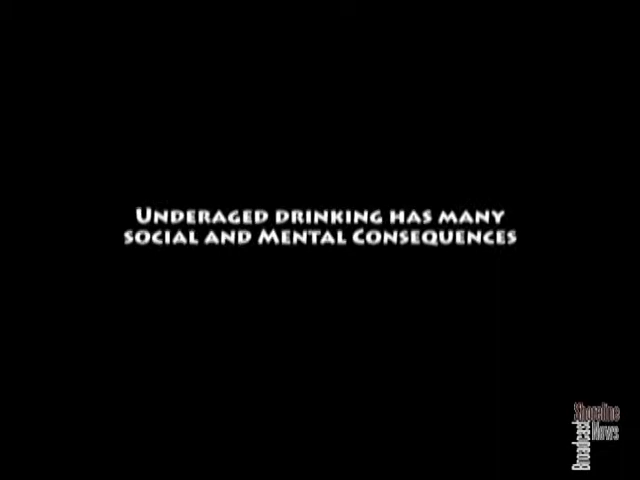 Underaged drinking has many
social and Mental Consequences
Shoreline
Broadcast
News